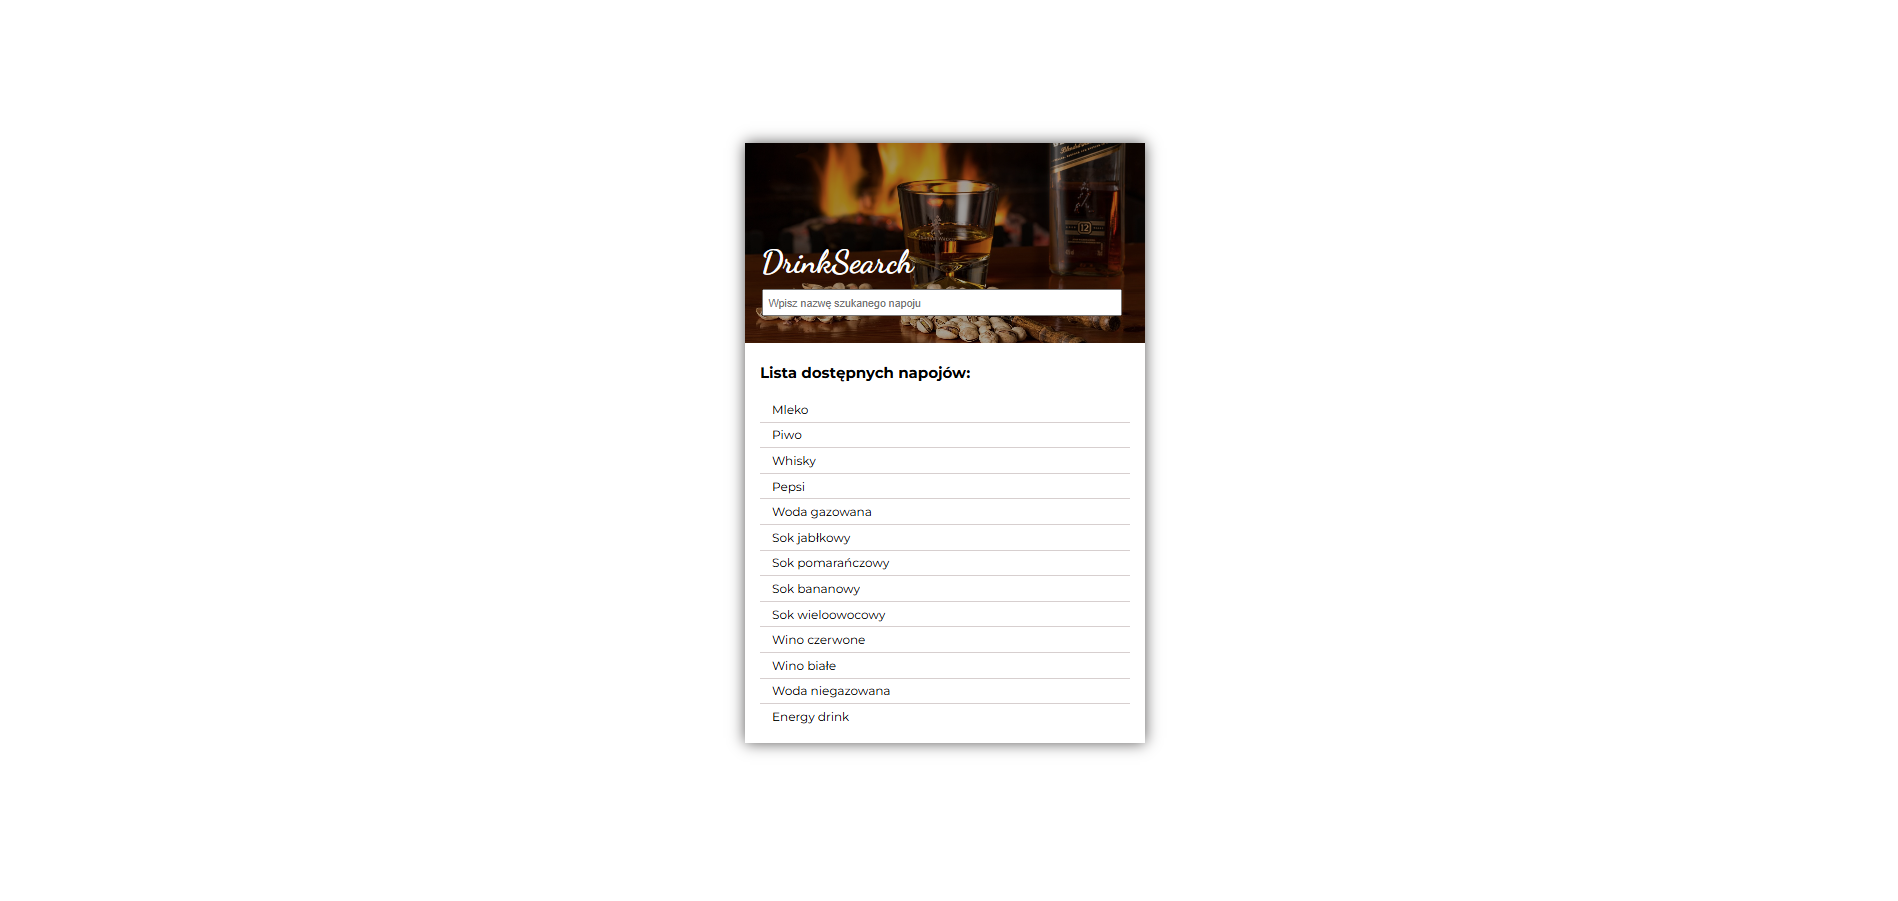 DrinkSearch
Wpisz nazwę szukanego napoju
12
Lista dostępnych napojów:
Mleko
Piwo
Whisky
Pepsi
Woda gazowana
Sok jabłkowy
Sok pomarańczowy
Sok bananowy
Sok wieloowocowy
Wino czerwone
Wino białe
Woda niegazowana
Energy drink